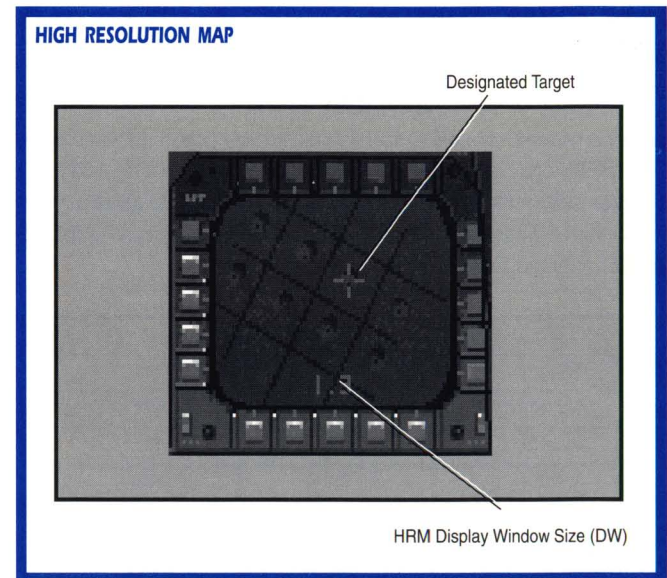 HIGH RESOLUTION MAP
Designated Target
HRM Display Window Size (DW)